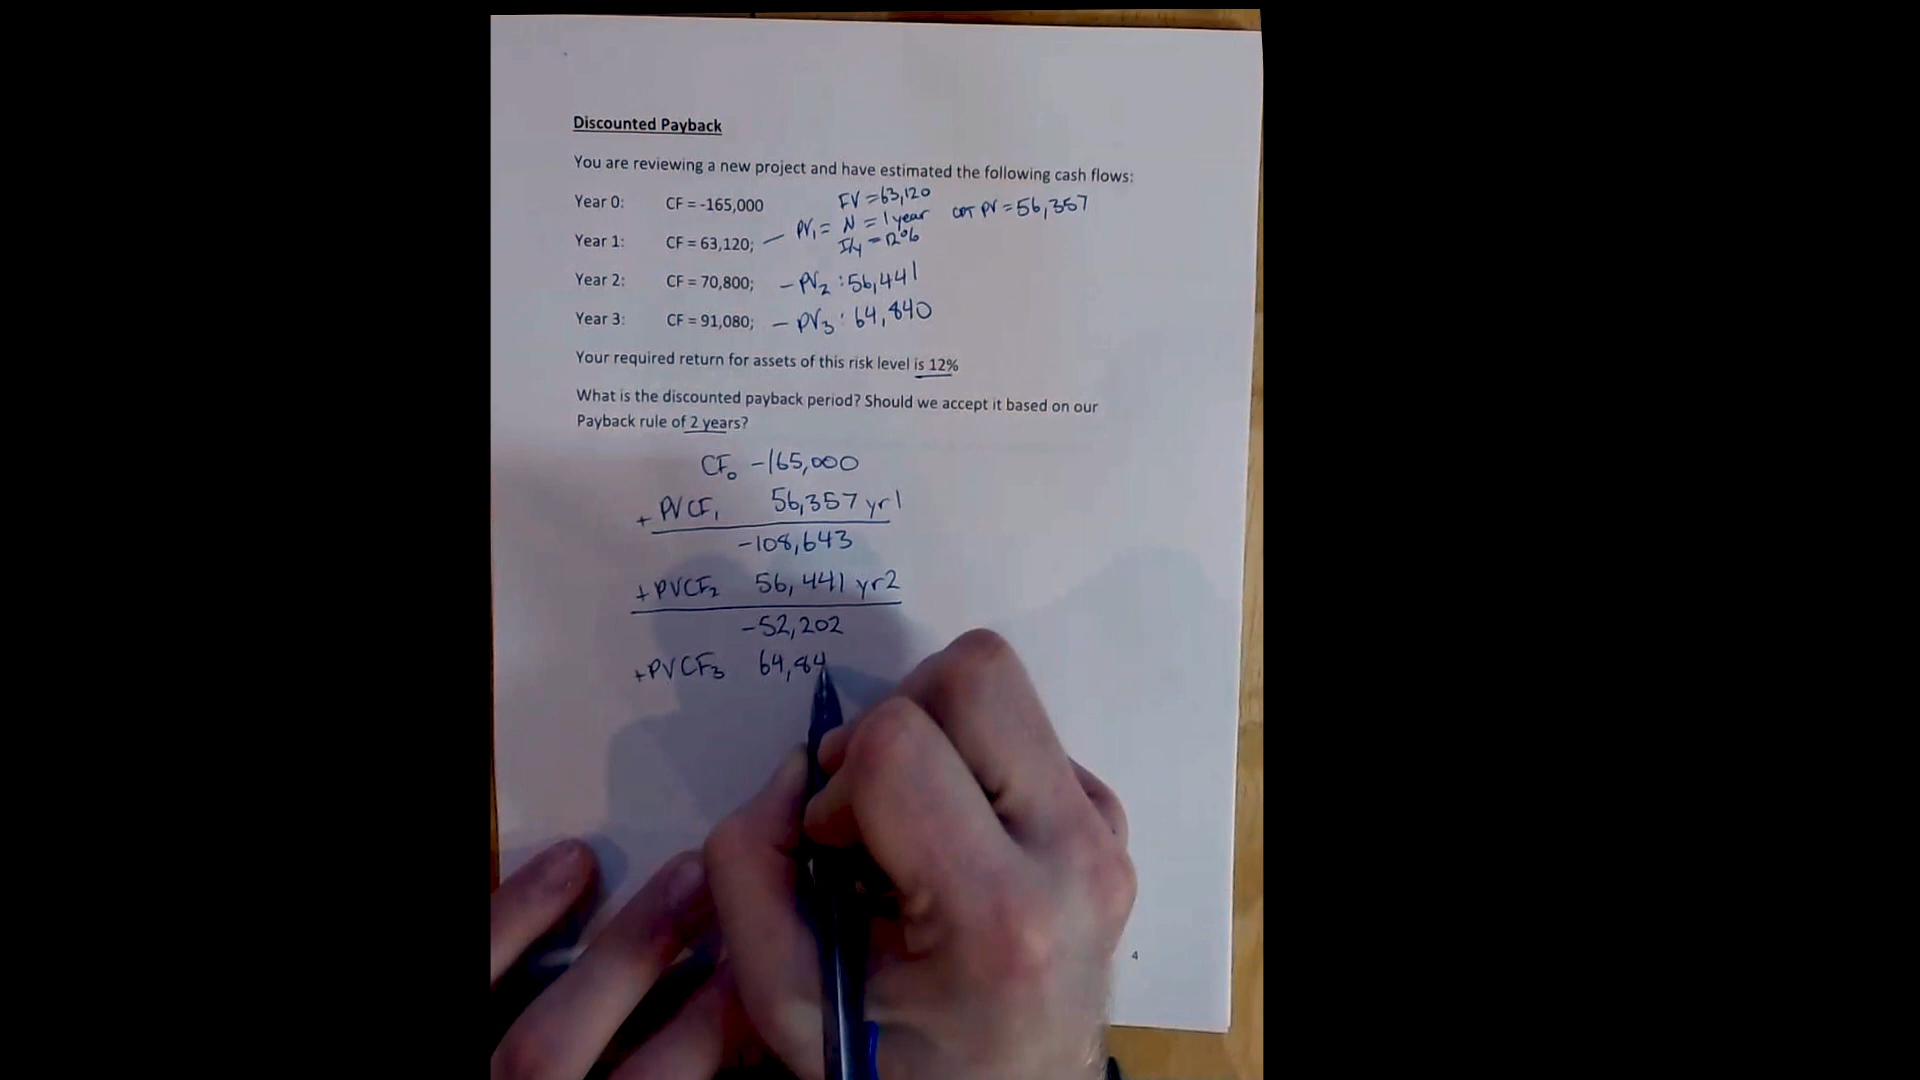 Discounted Payback
You are reviewing a new project and have estimated the following cash flows:
Year 0: CF = -165,000
FV = 63,120
PV₁ = N = 1 year CPT PV = 56,357
I/y = 12%
Year 1: CF = 63,120; —
Year 2: CF = 70,800; — PV₂ : 56,441
Year 3: CF = 91,080; — PV₃ : 64,840
Your required return for assets of this risk level is 12%
What is the discounted payback period? Should we accept it based on our
Payback rule of 2 years?
CF₀ -165,000
+ PVCF₁ 56,357 yr1
-108,643
+ PVCF₂ 56,441 yr2
-52,202
+ PVCF₃ 64,84
4